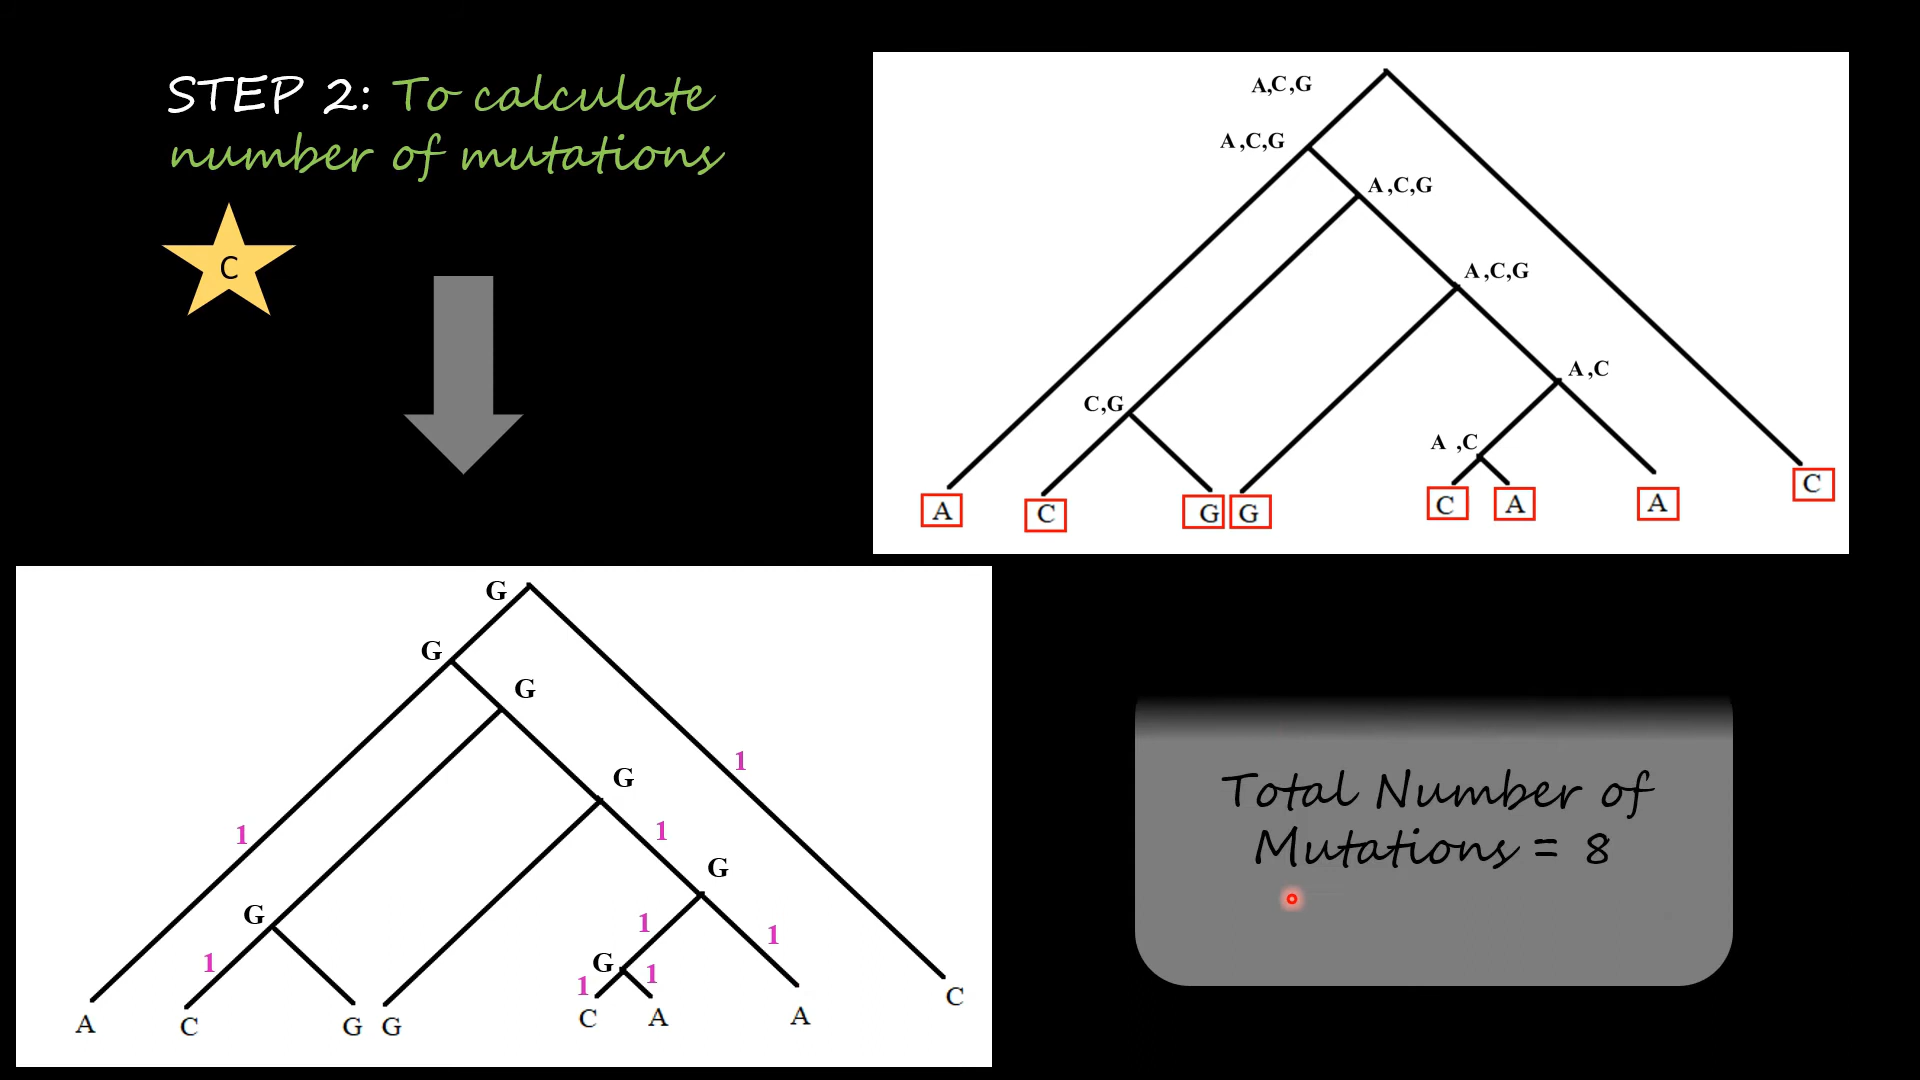 STEP 2: To calculate
number of mutations
C
A,C,G
A ,C,G
A ,C,G
A ,C,G
A ,C
C,G
A ,C
A
C
G
G
C
A
A
C
G
G
G
G
1
1
1
G
G
1
1
1
G
G
1
1
1
A
C
G
G
C
A
A
C
Total Number of
Mutations = 8